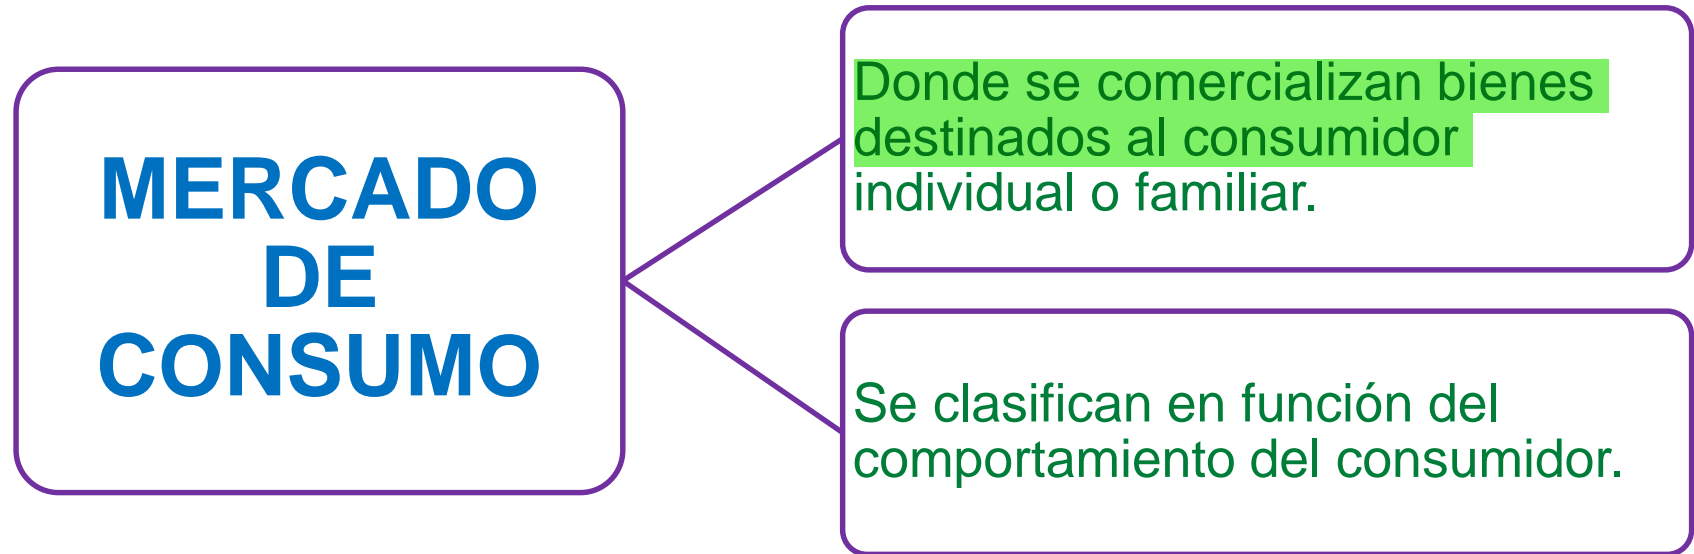 MERCADO
DE
CONSUMO
Donde se comercializan bienes
destinados al consumidor
individual o familiar.
Se clasifican en función del
comportamiento del consumidor.